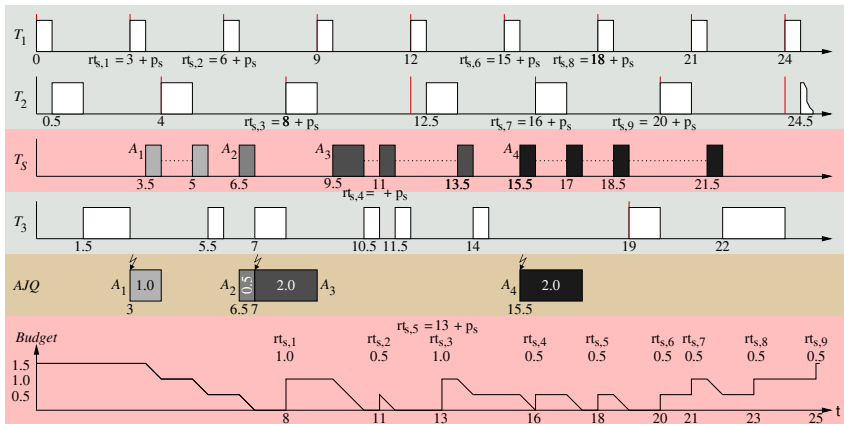 T1
0 3 6 9 12 15 18 21 24
rts,1 = 3 + ps rts,2 = 6 + ps rts,6 = 15 + ps rts,8 = 18 + ps
T2
0.5 4 8 12.5 16 20 24.5
rts,3 = 8 + ps rts,7 = 16 + ps rts,9 = 20 + ps
TS
A1 A2 A3 A4
3.5 5 6.5 9.5 11 13.5 15.5 17 18.5 21.5
rts,4 = + ps
T3
1.5 5.5 7 10.5 11.5 14 19 22
AJQ
A1 1.0 A2 0.5 2.0 A3 A4 2.0
3 6.5 7 15.5
rts,5 = 13 + ps
Budget
rts,1 rts,2 rts,3 rts,4 rts,5 rts,6 rts,7 rts,8 rts,9
1.0 0.5 1.0 0.5 0.5 0.5 0.5 0.5 0.5
1.5
1.0
0.5
8 11 13 16 18 20 21 23 25 t